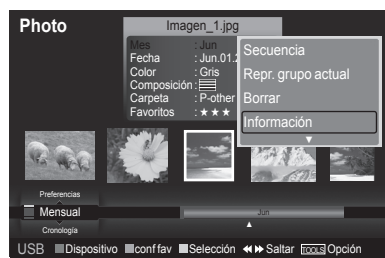 Photo
Imagen_1.jpg
Mes : Jun
Fecha : Jun.01.2
Color : Gris
Composición :
Carpeta : P-other
Favoritos : ★ ★ ★
Secuencia
Repr. grupo actual
Borrar
Información
Preferencias
Mensual
Jun
Cronología
USB Dispositivo conf fav Selección Saltar TOOLS Opción